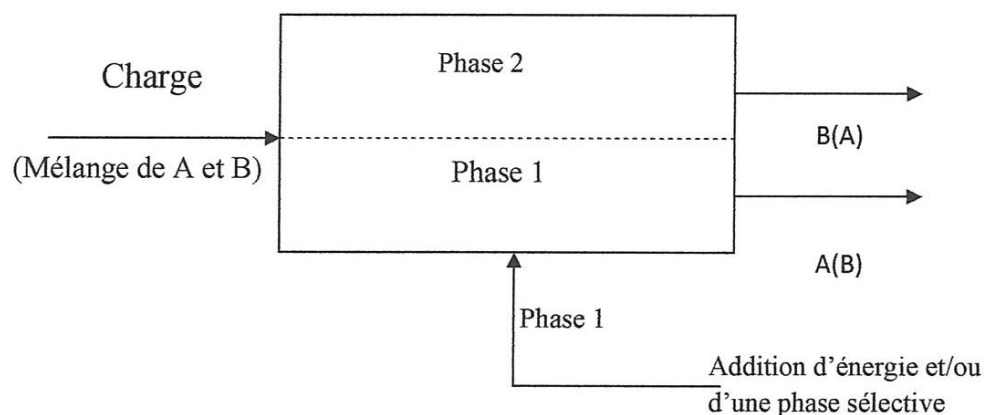 Charge
(Mélange de A et B)
Phase 2
Phase 1
B(A)
A(B)
Phase 1
Addition d'énergie et/ou
d'une phase sélective